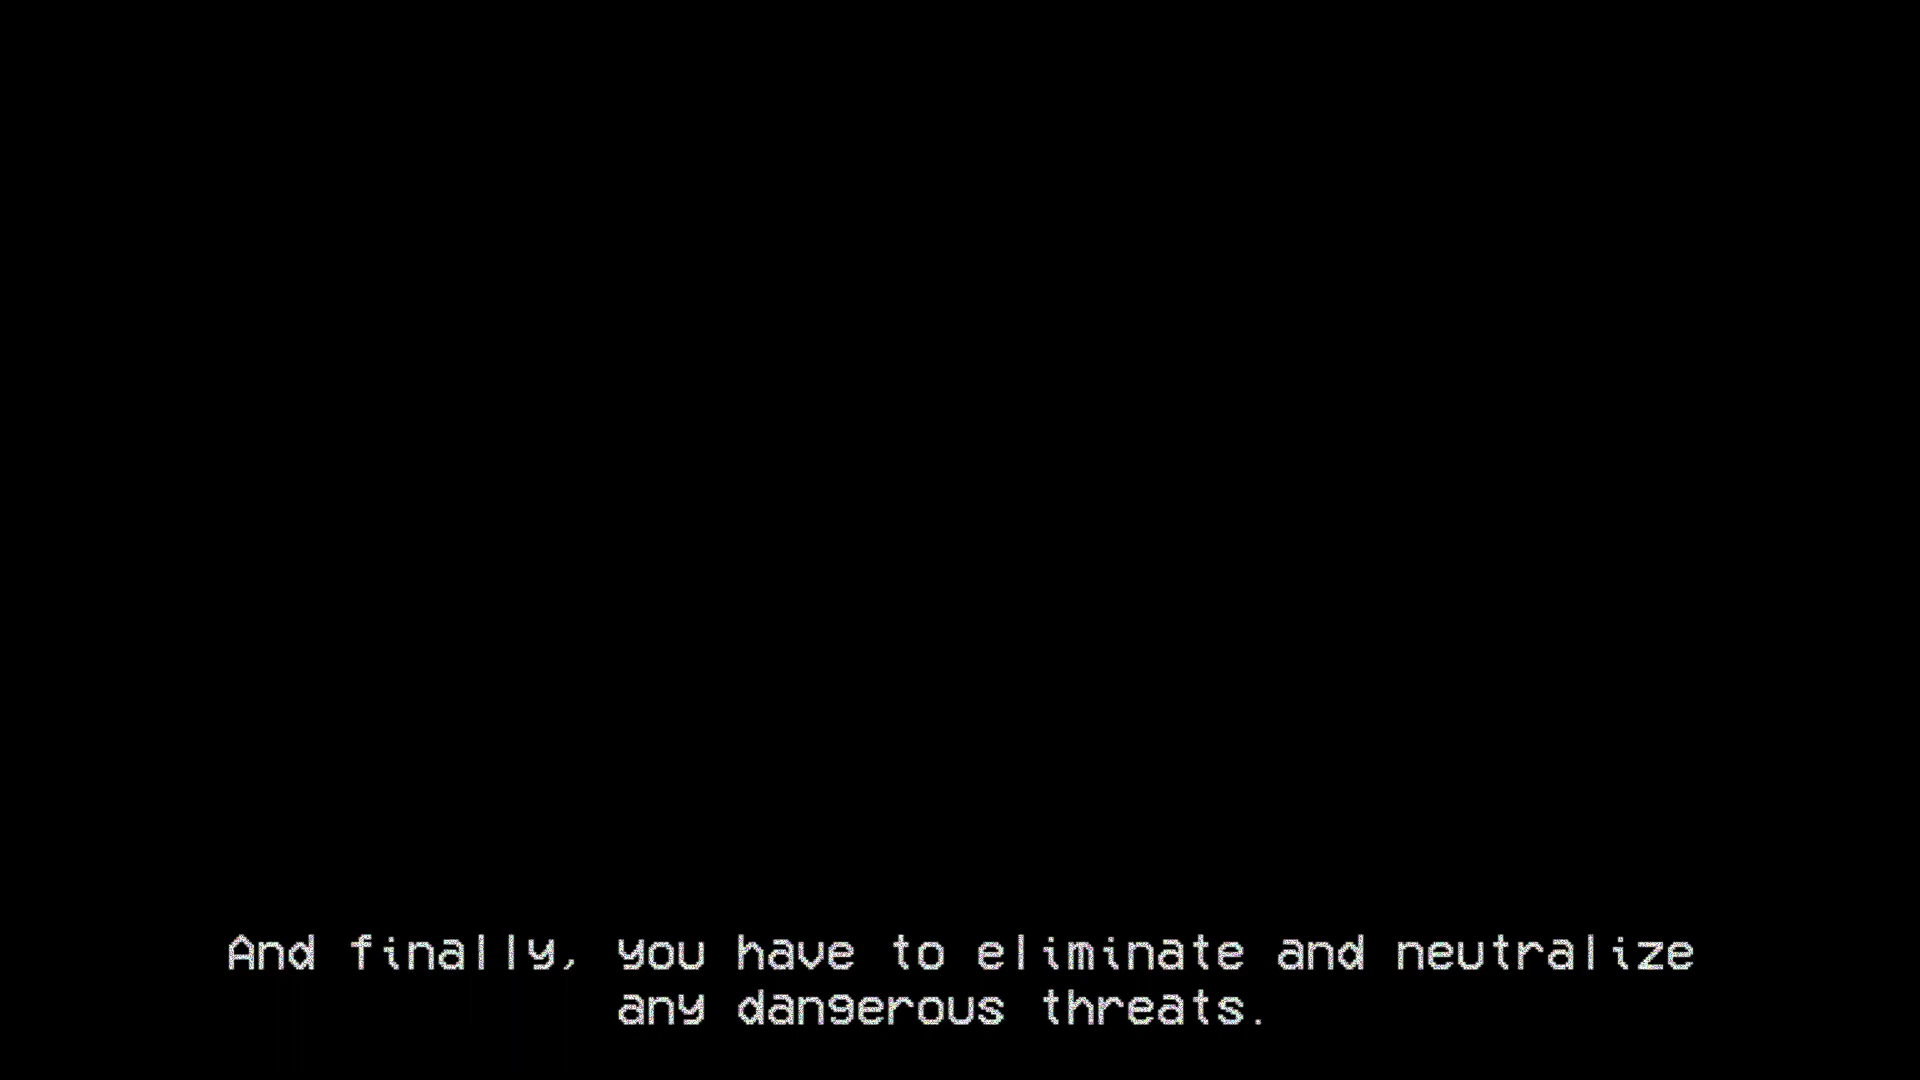 And finally, you have to eliminate and neutralize
any dangerous threats.